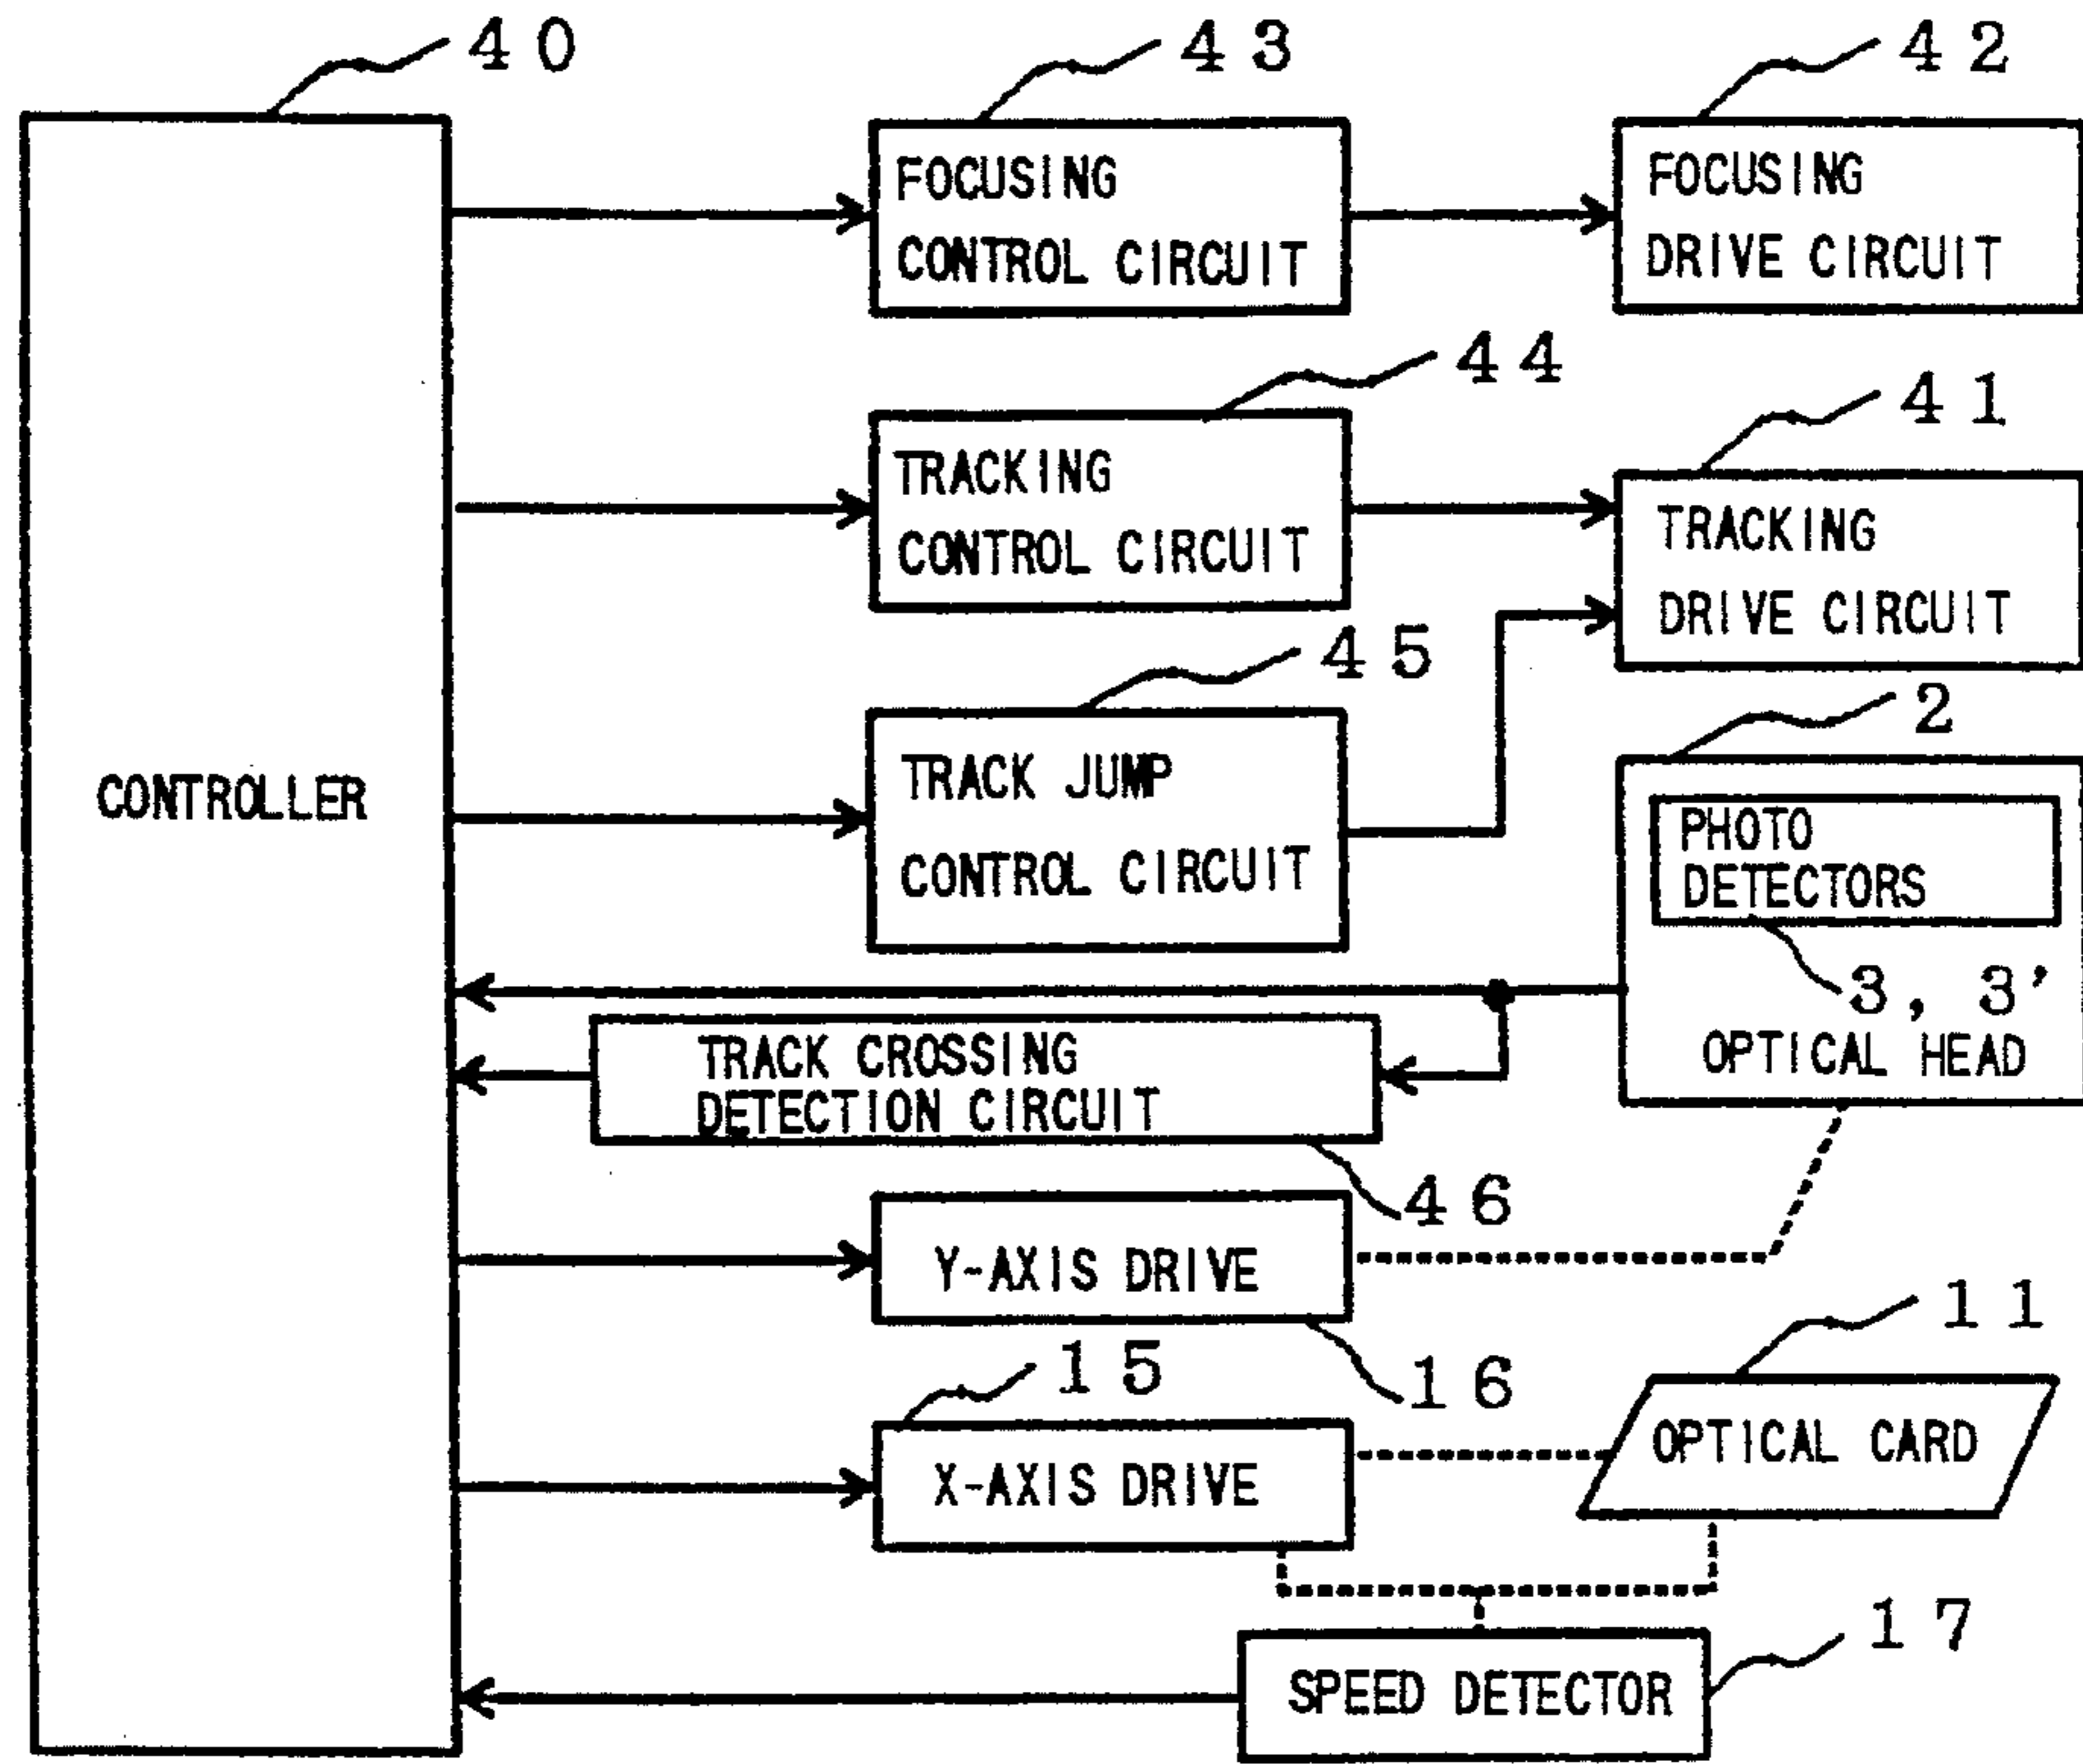 40
43
42
FOCUSING
CONTROL CIRCUIT
FOCUSING
DRIVE CIRCUIT
44
41
TRACKING
CONTROL CIRCUIT
TRACKING
DRIVE CIRCUIT
45
2
CONTROLLER
TRACK JUMP
CONTROL CIRCUIT
PHOTO
DETECTORS
3, 3'
OPTICAL HEAD
TRACK CROSSING
DETECTION CIRCUIT
46
Y-AXIS DRIVE
16
11
15
X-AXIS DRIVE
OPTICAL CARD
17
SPEED DETECTOR